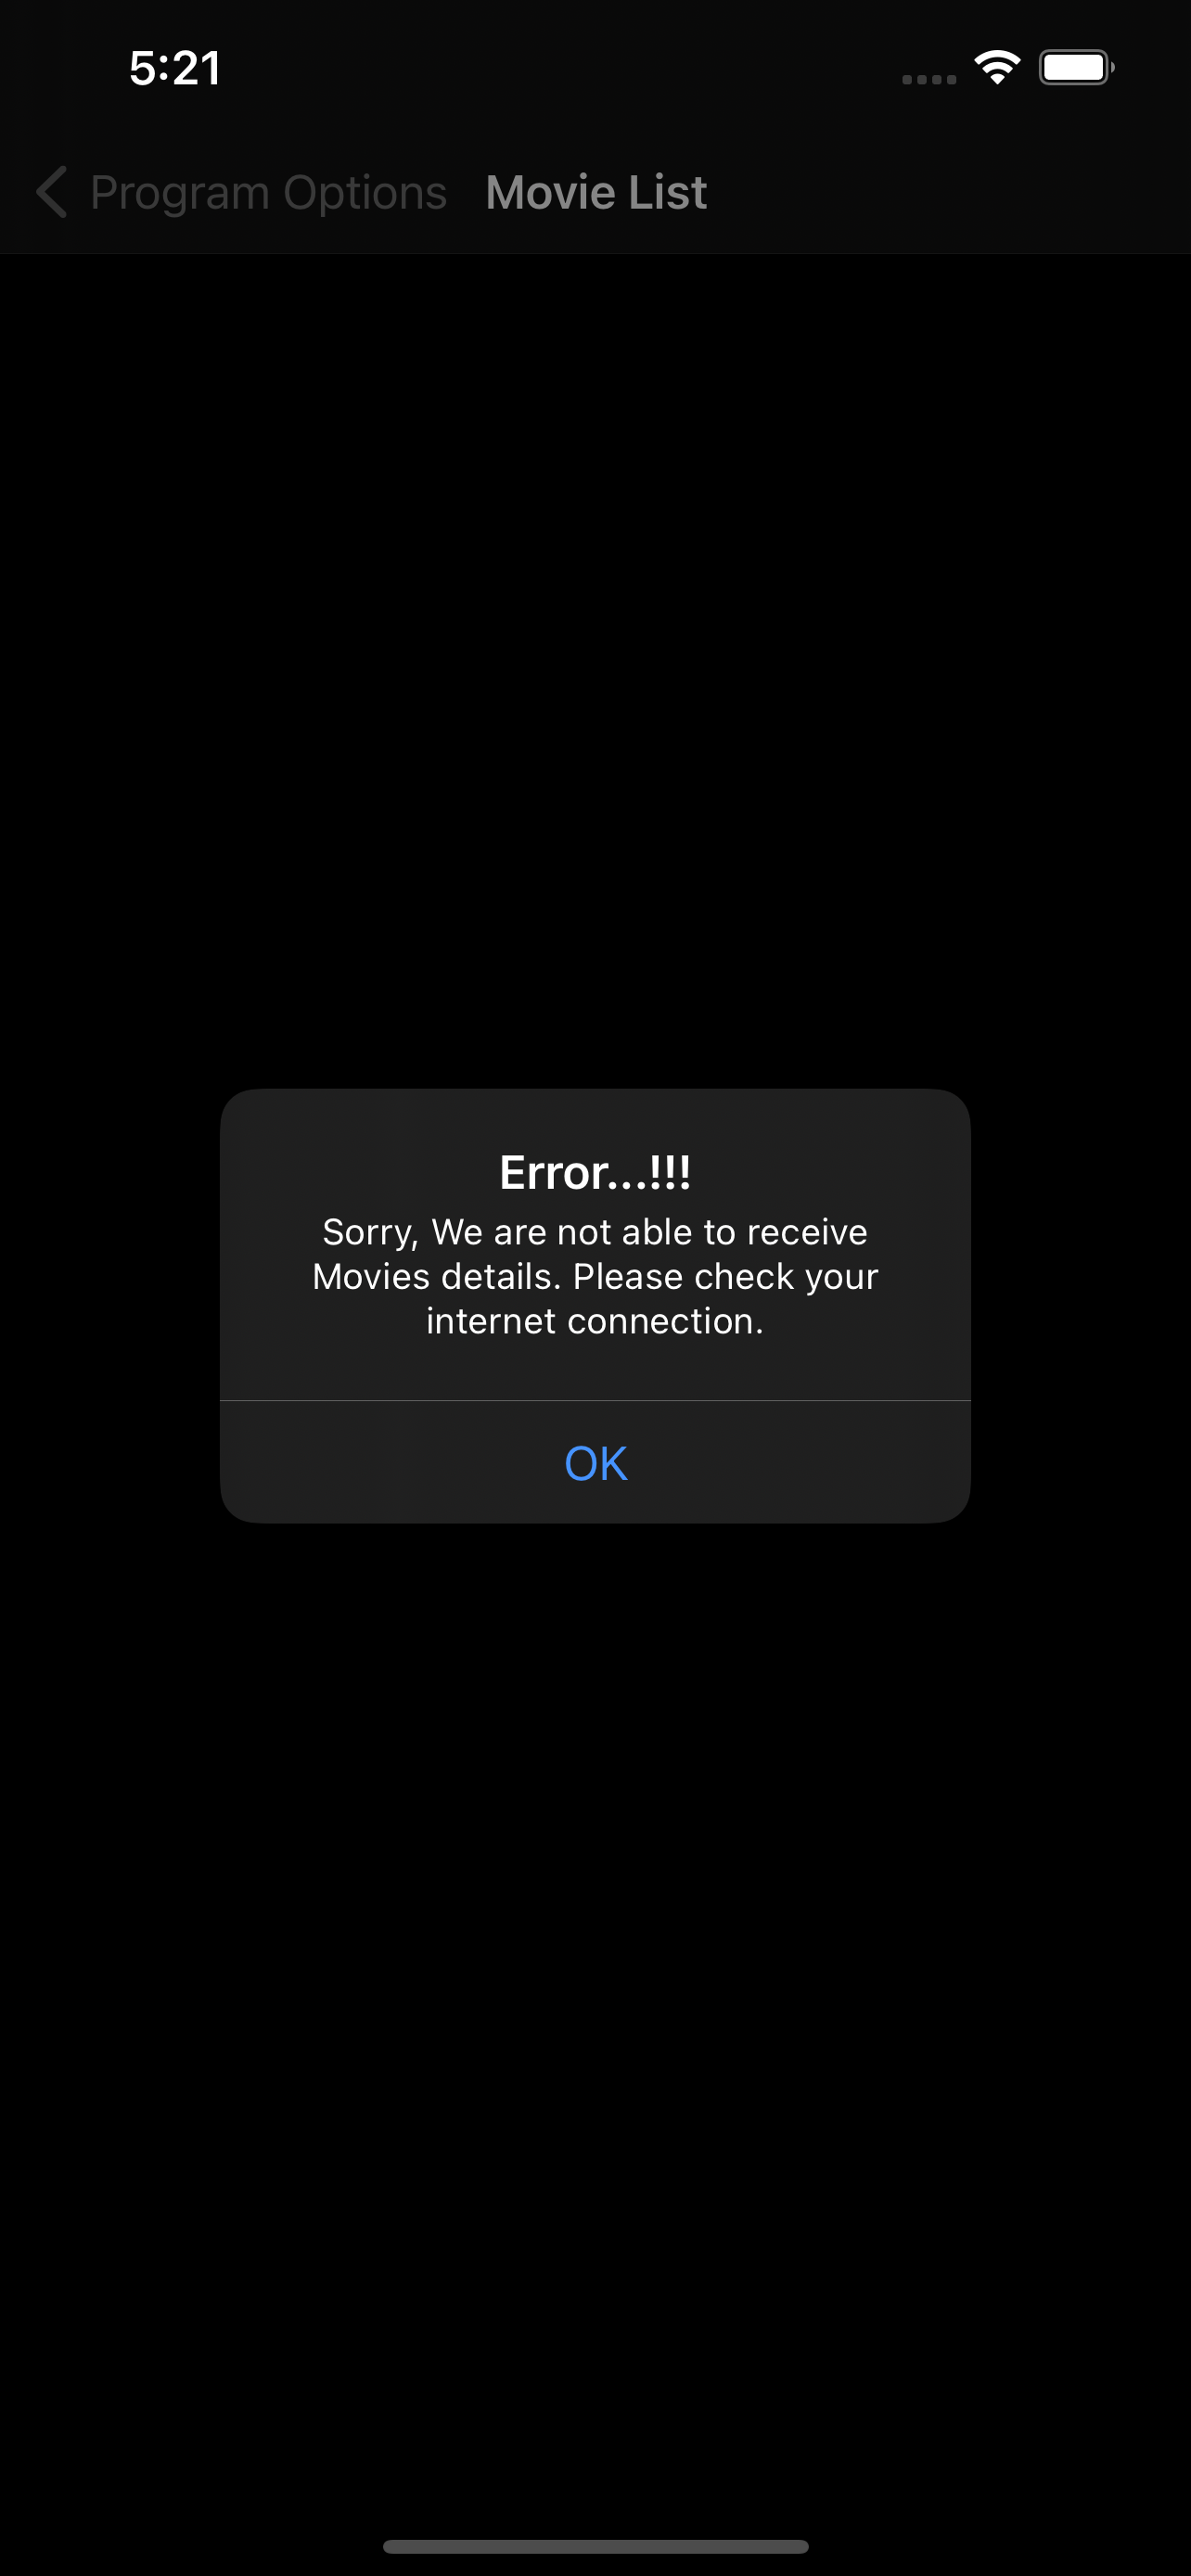 5:21
Program Options Movie List
Error...!!!
Sorry, We are not able to receive
Movies details. Please check your
internet connection.
OK